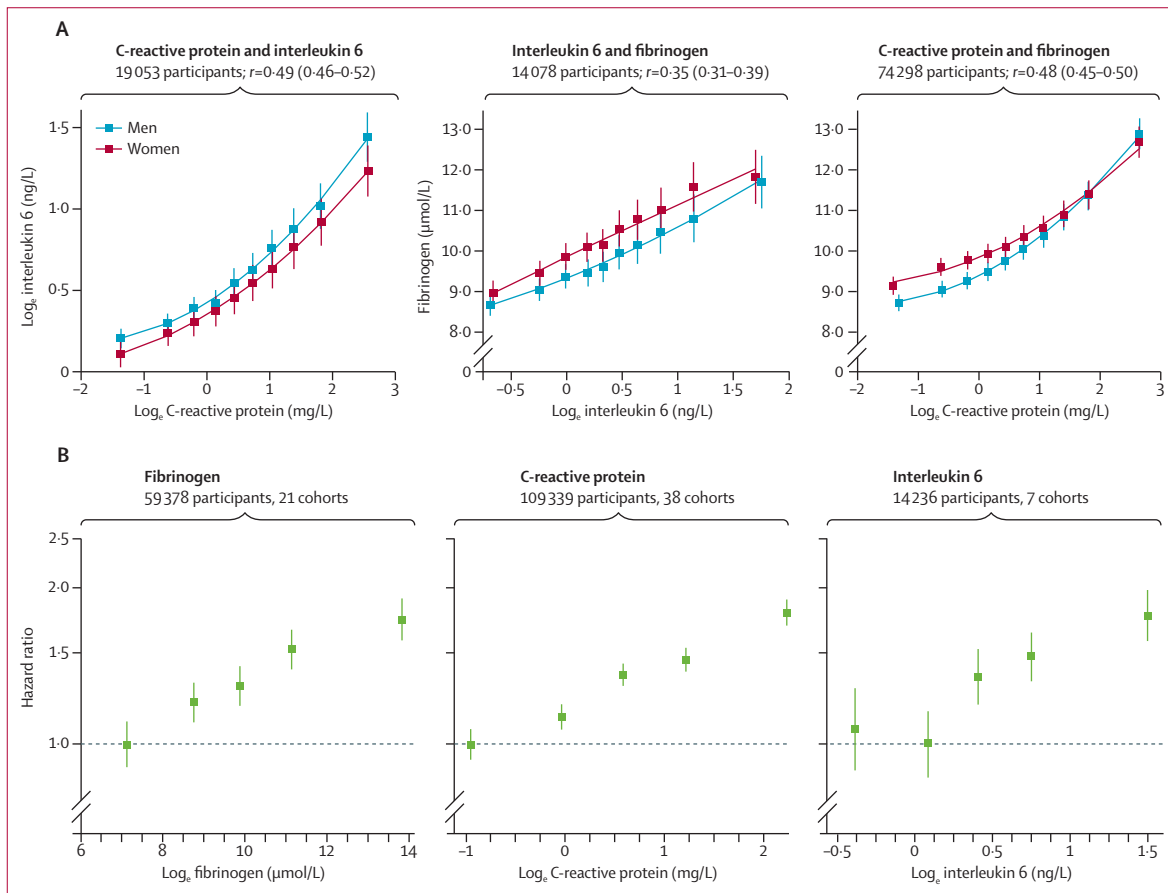 A
C-reactive protein and interleukin 6
19 053 participants; r=0·49 (0·46–0·52)
Log_e interleukin 6 (ng/L)
1·5
1·0
0·5
0
Men
Women
–2
–1
0
1
2
3
Log_e C-reactive protein (mg/L)
Interleukin 6 and fibrinogen
14 078 participants; r=0·35 (0·31–0·39)
Fibrinogen (μmol/L)
13·0
12·0
11·0
10·0
9·0
8·0
0
–0·5
0
0·5
1
1·5
2
Log_e interleukin 6 (ng/L)
C-reactive protein and fibrinogen
74 298 participants; r=0·48 (0·45–0·50)
13·0
12·0
11·0
10·0
9·0
8·0
0
–2
–1
0
1
2
3
Log_e C-reactive protein (mg/L)
B
Fibrinogen
59 378 participants, 21 cohorts
Hazard ratio
2·5
2·0
1·5
1·0
0
6
8
10
12
14
Log_e fibrinogen (μmol/L)
C-reactive protein
109 339 participants, 38 cohorts
–1
0
1
2
Log_e C-reactive protein (mg/L)
Interleukin 6
14 236 participants, 7 cohorts
–0·5
0
0·5
1
1·5
Log_e interleukin 6 (ng/L)